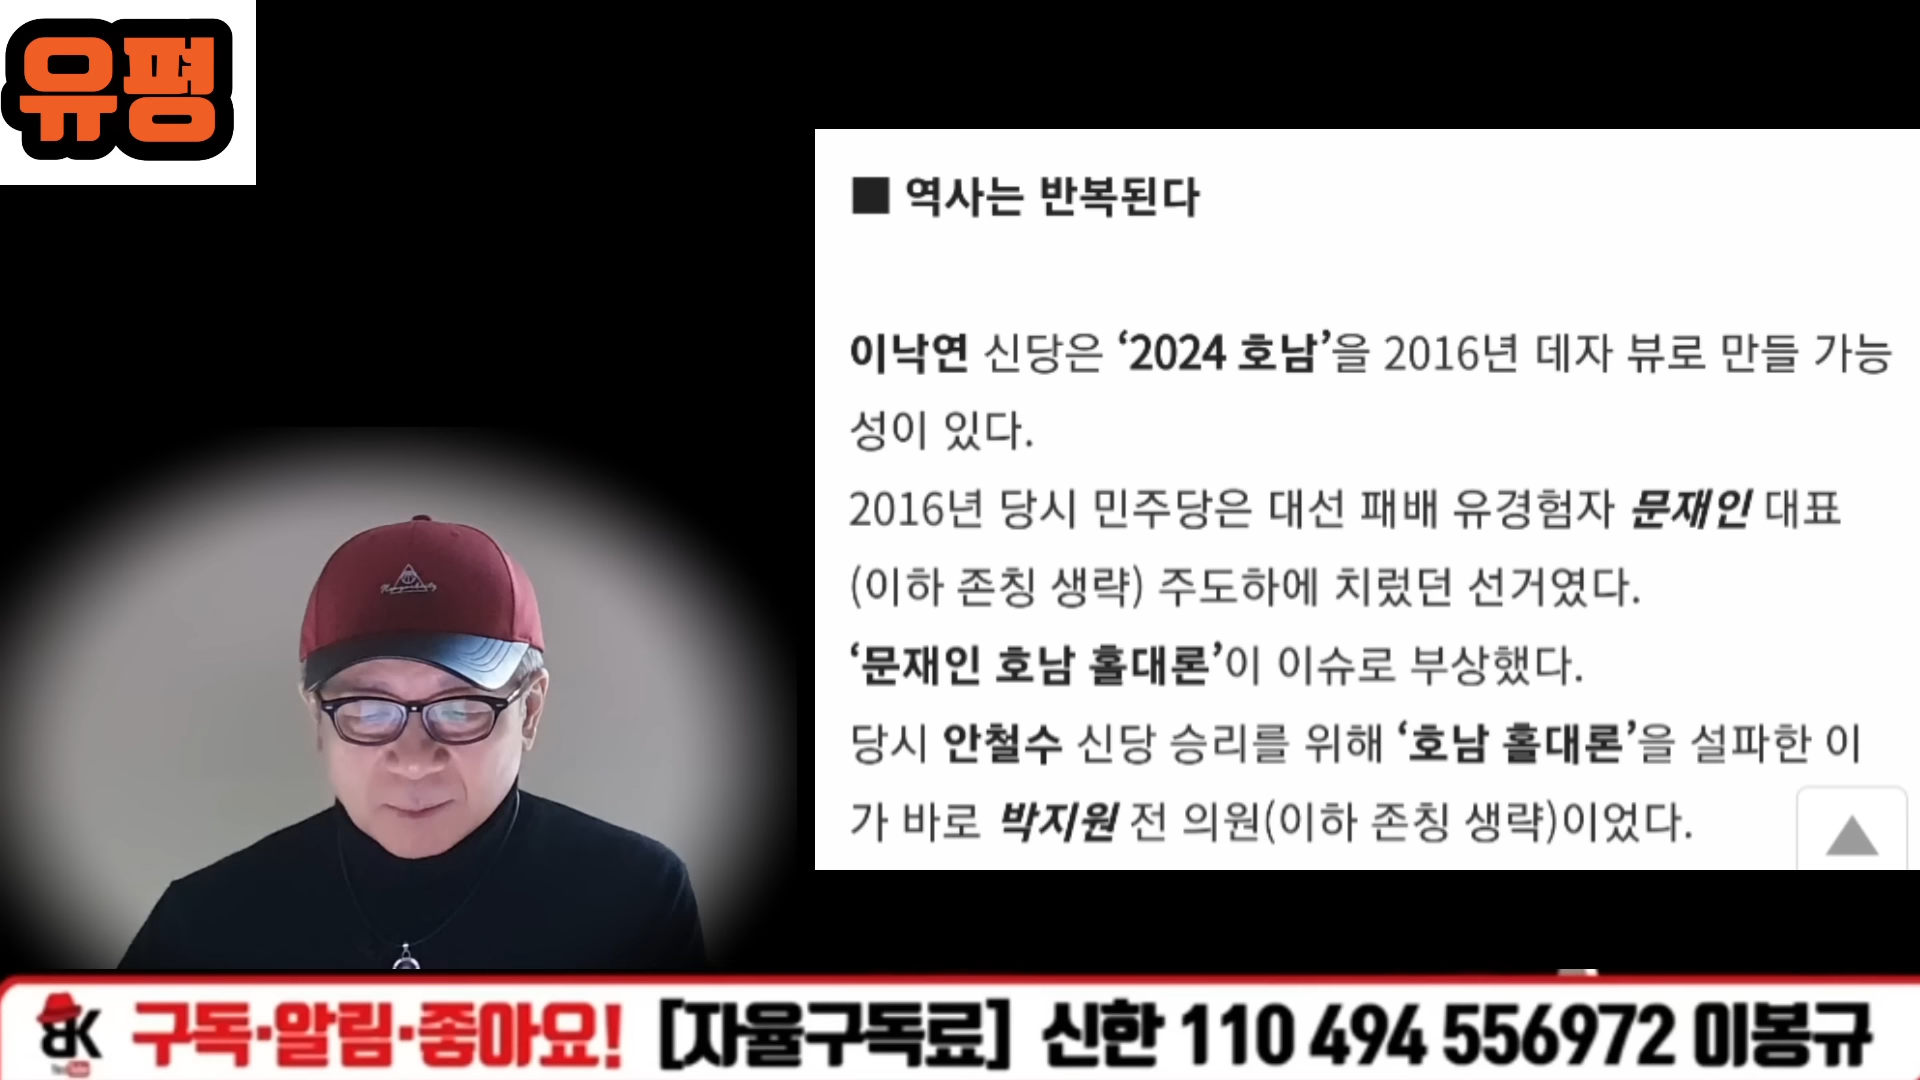 유평
■ 역사는 반복된다
이낙연 신당은 ‘2024 호남’을 2016년 데자 뷰로 만들 가능
성이 있다.
2016년 당시 민주당은 대선 패배 유경험자 문재인 대표
(이하 존칭 생략) 주도하에 치렀던 선거였다.
‘문재인 호남 홀대론’이 이슈로 부상했다.
당시 안철수 신당 승리를 위해 ‘호남 홀대론’을 설파한 이
가 바로 박지원 전 의원(이하 존칭 생략)이었다.
BK 구독·알림·좋아요! [자율구독료] 신한 110 494 556972 이봉규
YouTube